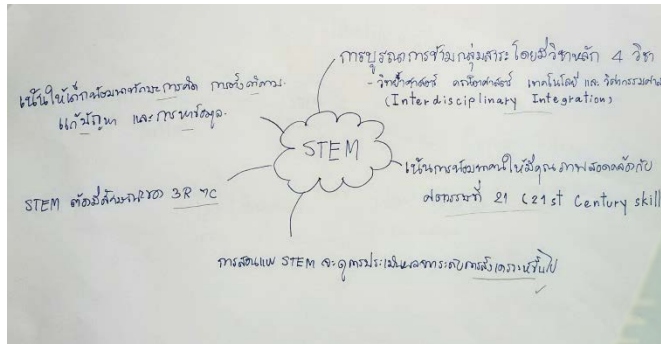 การบูรณาการข้ามกลุ่มสาระโดยมีวิชาหลัก 4 วิชา
- วิทยาศาสตร์ คณิตศาสตร์ เทคโนโลยี และ วิศวกรรมศาสตร์
(Interdisciplinary Integration)
เน้นให้เด็กพัฒนาทักษะการคิด การตั้งคำถาม
แก้ปัญหา และการหาข้อมูล
STEM
เน้นการพัฒนาคนให้มีคุณภาพสอดคล้องกับ
ศตวรรษที่ 21 (21st Century skill
STEM ต้องมีลักษณะของ 3R 7C
การสอนแบบ STEM จะดูการประเมินผลระดับการสังเคราะห์ขึ้นไป